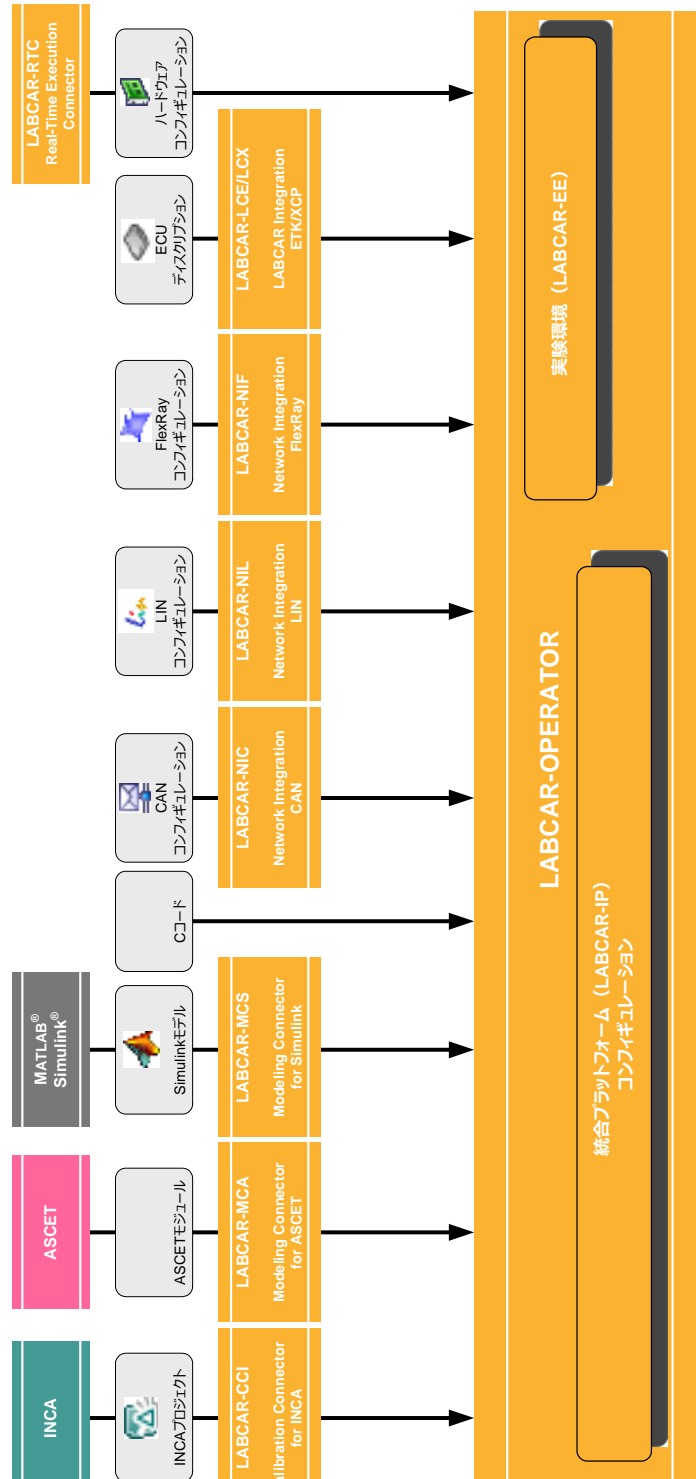 INCA
ASCET
MATLAB®
Simulink®
LABCAR-RTC
Real-Time Execution
Connector
INCAプロジェクト
ASCETモジュール
Simulinkモデル
Cコード
CAN
コンフィギュレーション
LIN
コンフィギュレーション
FlexRay
コンフィギュレーション
ECU
ディスクリプション
ハードウェア
コンフィギュレーション
LABCAR-CCI
alibration Connector
for INCA
LABCAR-MCA
Modeling Connector
for ASCET
LABCAR-MCS
Modeling Connector
for Simulink
LABCAR-NIC
Network Integration
CAN
LABCAR-NIL
Network Integration
LIN
LABCAR-NIF
Network Integration
FlexRay
LABCAR-LCE/LCX
LABCAR Integration
ETK/XCP
LABCAR-OPERATOR
統合プラットフォーム（LABCAR-IP）
コンフィギュレーション
実験環境（LABCAR-EE）